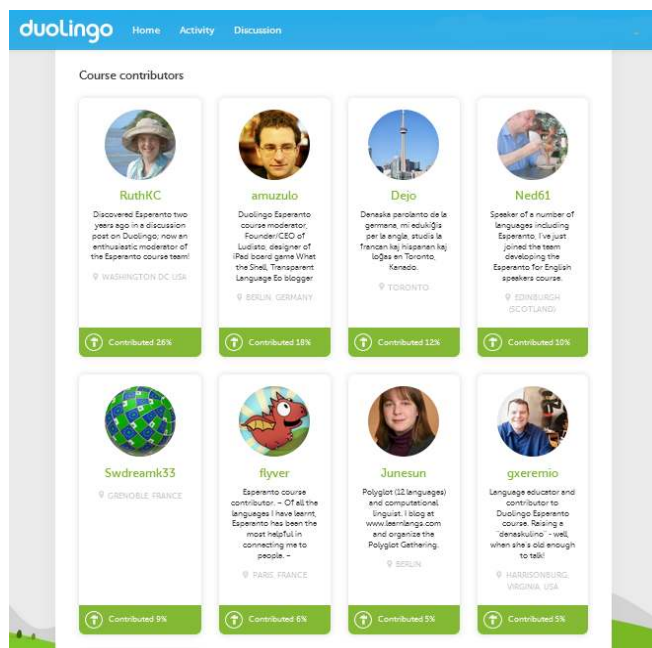 duolingo Home Activity Discussion
Course contributors
RuthKC
Discovered Esperanto two
years ago in a discussion
post on Duolingo; now an
enthusiastic moderator of
the Esperanto course team!
WASHINGTON DC USA
Contributed 26%
amuzulo
Duolingo Esperanto
course moderator,
Founder/CEO of
Ludisto, designer of
iPad board game What
the Shell, Transparent
Language Eo blogger
BERLIN, GERMANY
Contributed 18%
Dejo
Denaska parolanto de la
germana, mi edukiĝis
per la angla, studis la
francan kaj hispanan kaj
loĝas en Toronto,
Kanado.
TORONTO
Contributed 12%
Ned61
Speaker of a number of
languages including
Esperanto, I've just
joined the team
developing the
Esperanto for English
speakers course.
EDINBURGH
(SCOTLAND)
Contributed 10%
Swdreamk33
GRENOBLE, FRANCE
Contributed 9%
flyver
Esperanto course
contributor. – Of all the
languages I have learnt,
Esperanto has been the
most helpful in
connecting me to
people. –
PARIS, FRANCE
Contributed 6%
Junesun
Polyglot (12 languages)
and computational
linguist. I blog at
www.learnlangs.com
and organize the
Polyglot Gathering.
BERLIN
Contributed 5%
gxeremio
Language educator and
contributor to
Duolingo Esperanto
course. Raising a
"denaskulino" - well,
when she's old enough
to talk!
HARRISONBURG,
VIRGINIA, USA
Contributed 5%